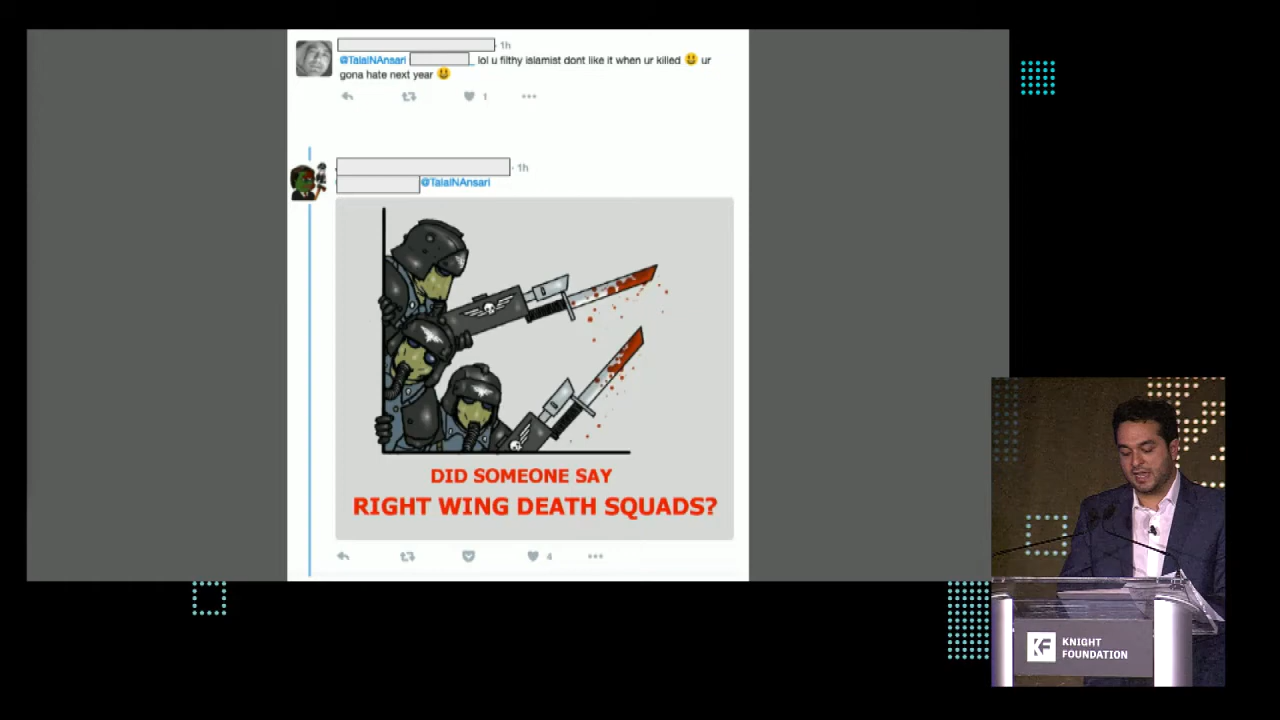 1h
@TalalNAnsari lol u filthy islamist dont like it when ur killed 😃 ur
gona hate next year 😃
1
1h
@TalalNAnsari
DID SOMEONE SAY
RIGHT WING DEATH SQUADS?
4
KF
KNIGHT
FOUNDATION